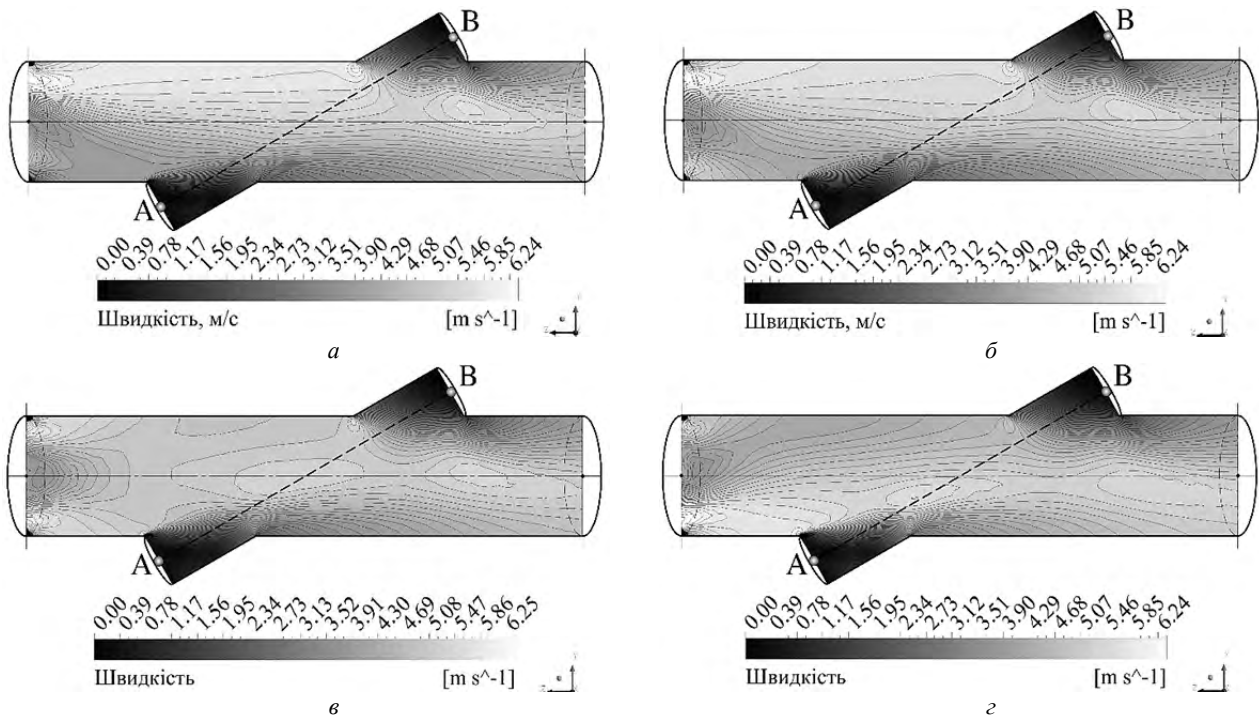 B
A
0.00 0.39 0.78 1.17 1.56 1.95 2.34 2.73 3.12 3.51 3.90 4.29 4.68 5.07 5.46 5.85 6.24
Швидкість, м/с [m s^-1]
а
B
A
0.00 0.39 0.78 1.17 1.56 1.95 2.34 2.73 3.12 3.51 3.90 4.29 4.68 5.07 5.46 5.85 6.24
Швидкість, м/с [m s^-1]
б
B
A
0.00 0.39 0.78 1.17 1.56 1.95 2.34 2.73 3.13 3.52 3.91 4.30 4.69 5.08 5.47 5.86 6.25
Швидкість [m s^-1]
в
B
A
0.00 0.39 0.78 1.17 1.56 1.95 2.34 2.73 3.12 3.51 3.90 4.29 4.68 5.07 5.46 5.85 6.24
Швидкість [m s^-1]
г